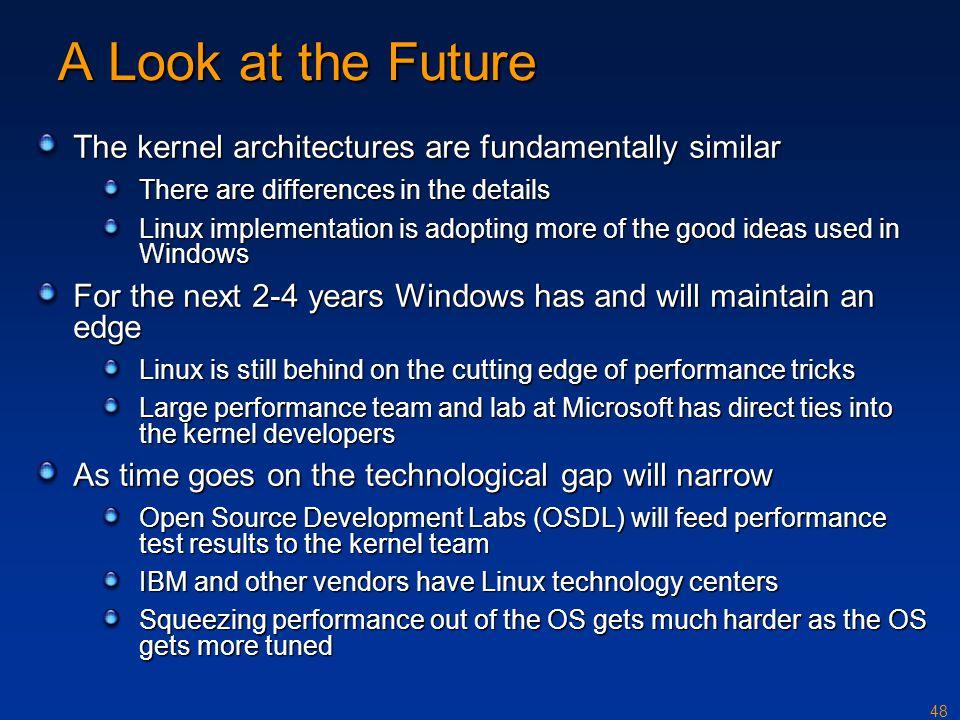 A Look at the Future
The kernel architectures are fundamentally similar
There are differences in the details
Linux implementation is adopting more of the good ideas used in
Windows
For the next 2-4 years Windows has and will maintain an
edge
Linux is still behind on the cutting edge of performance tricks
Large performance team and lab at Microsoft has direct ties into
the kernel developers
As time goes on the technological gap will narrow
Open Source Development Labs (OSDL) will feed performance
test results to the kernel team
IBM and other vendors have Linux technology centers
Squeezing performance out of the OS gets much harder as the OS
gets more tuned
48